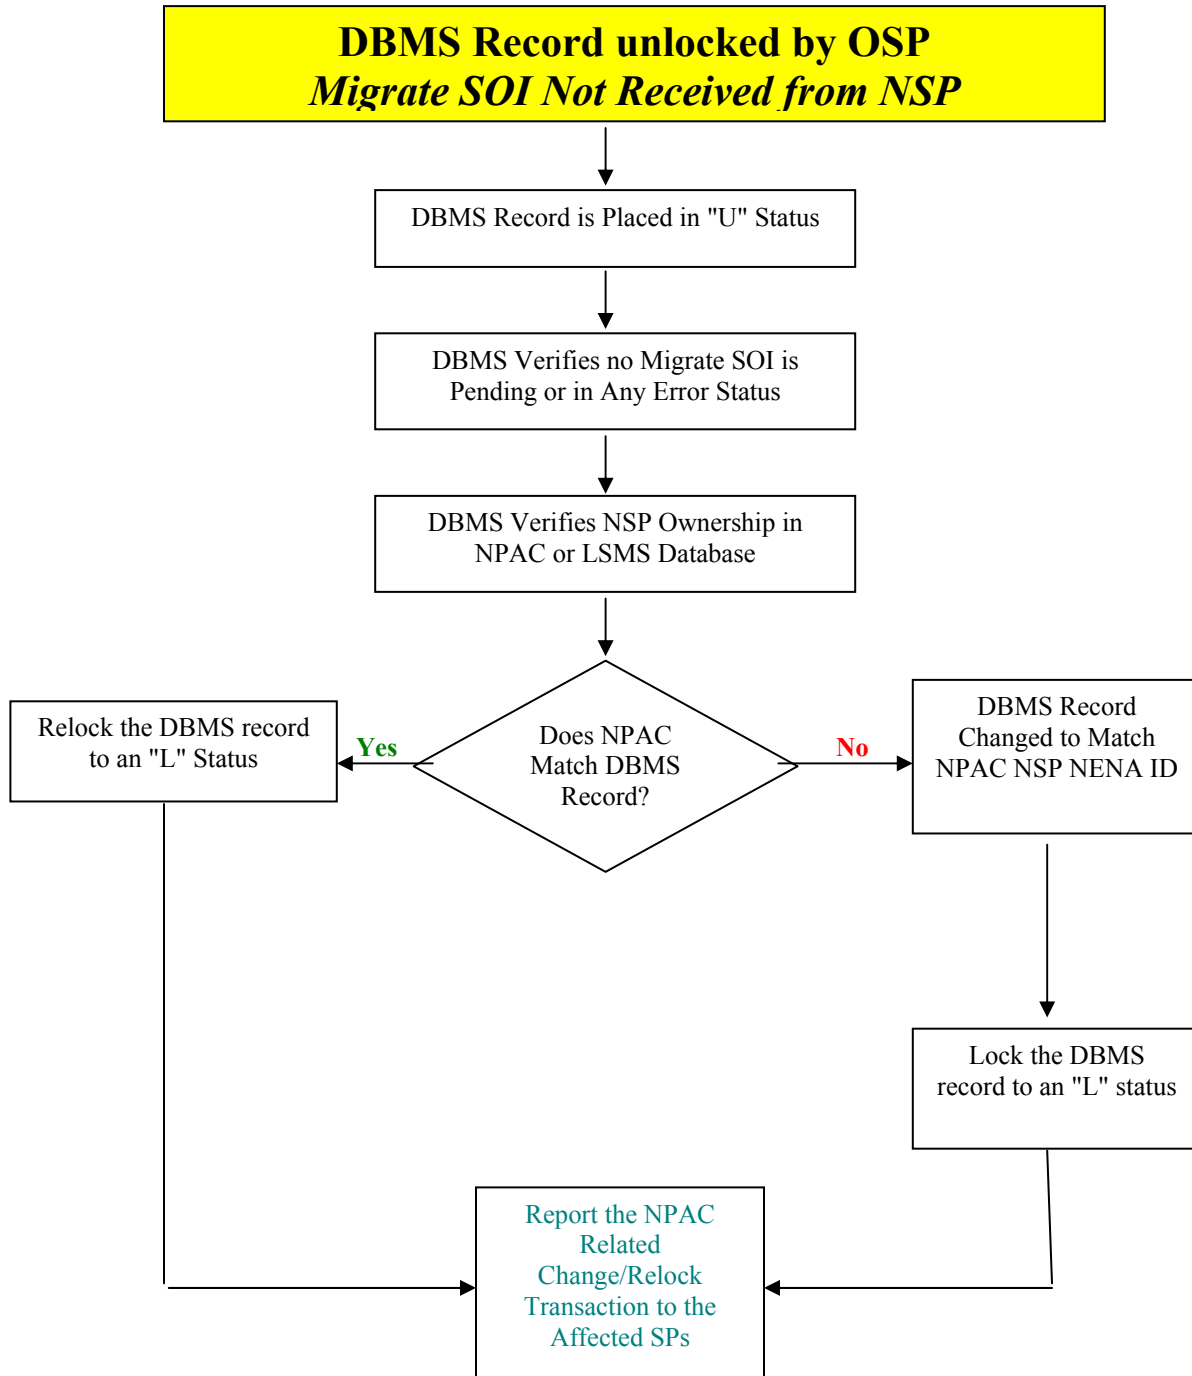 DBMS Record unlocked by OSP
Migrate SOI Not Received from NSP
DBMS Record is Placed in "U" Status
DBMS Verifies no Migrate SOI is
Pending or in Any Error Status
DBMS Verifies NSP Ownership in
NPAC or LSMS Database
Does NPAC
Match DBMS
Record?
Yes
Relock the DBMS record
to an "L" Status
No
DBMS Record
Changed to Match
NPAC NSP NENA ID
Lock the DBMS
record to an "L" status
Report the NPAC
Related
Change/Relock
Transaction to the
Affected SPs